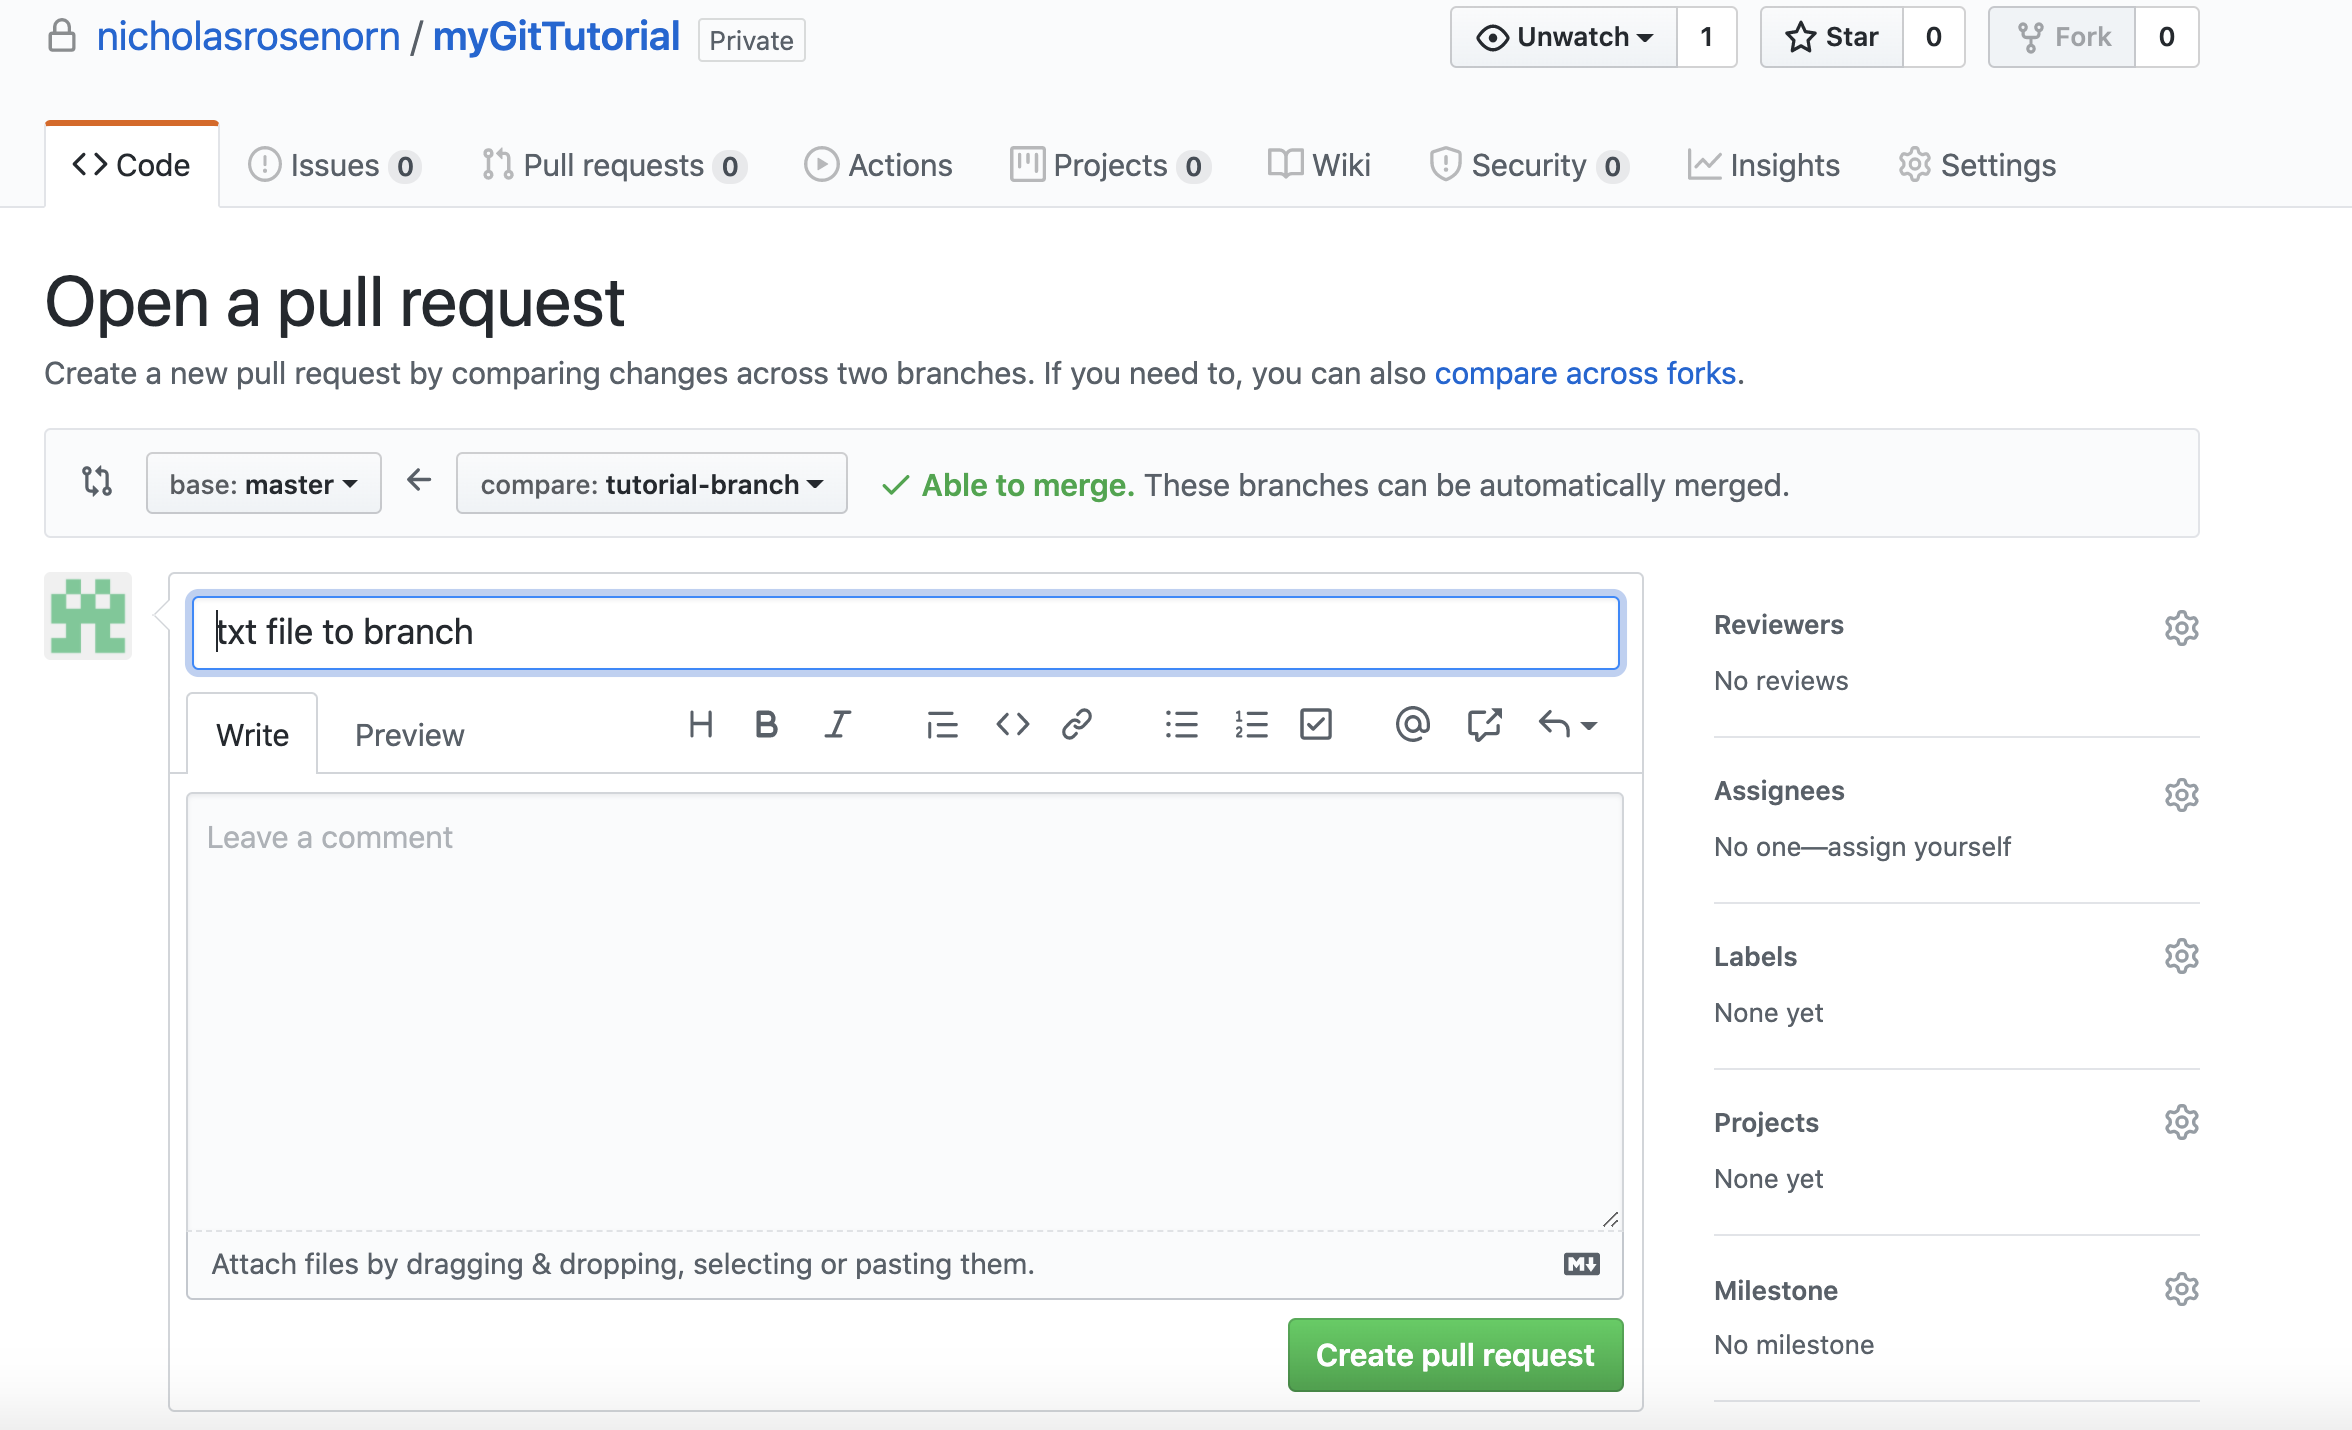 nicholasrosenorn / myGitTutorial Private Unwatch 1 Star 0 Fork 0
Code Issues 0 Pull requests 0 Actions Projects 0 Wiki Security 0 Insights Settings
Open a pull request
Create a new pull request by comparing changes across two branches. If you need to, you can also compare across forks.
base: master compare: tutorial-branch Able to merge. These branches can be automatically merged.
txt file to branch
Write Preview
Leave a comment
Attach files by dragging & dropping, selecting or pasting them.
Create pull request
Reviewers
No reviews
Assignees
No one—assign yourself
Labels
None yet
Projects
None yet
Milestone
No milestone